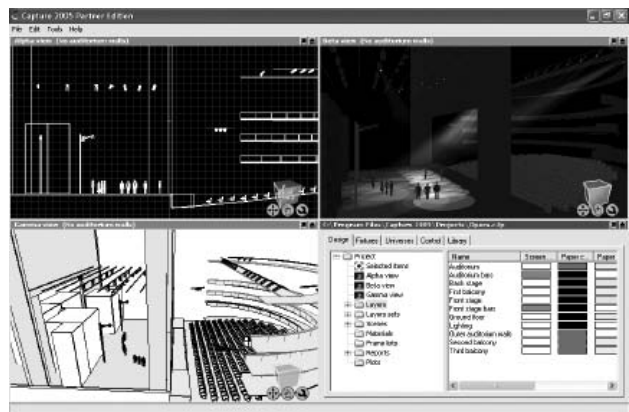 Capture 2005 Partner Edition
File Edit Tools Help
Alpha view (No auditorium walls)
Beta view (No auditorium walls)
Gamma view (No auditorium walls)
C:\Program Files\Capture 2005\Projects\Opera.c2p
Design Fixtures Universes Control Library
Project
Selected items
Alpha view
Beta view
Gamma view
Layers
Layers sets
Scenes
Materials
Frame lists
Reports
Plots
Name Screen... Paper c... Paper
Auditorium
Auditorium bars
Back stage
First balcony
Front stage
Front stage bars
Ground floor
Lighting
Outer auditorium walls
Second balcony
Third balcony